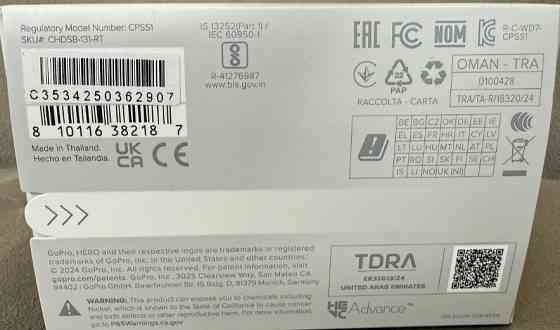 Regulatory Model Number: CPSS1
SKU#: CHDSB-131-RT
C3534250362907
8 10116 38218 7
Made in Thailand.
Hecho en Tailandia.
UK
CA
CE
IS 13252(Part 1) /
IEC 60950-1
R-41276987
www.bis.gov.in
EAC FC NOM
R-C-WD7-
CPSS1
22
PAP
RACCOLTA - CARTA
OMAN - TRA
D100428
TRA/TA-R/18320/24
BE BG CZ DK DE EE IE
EL ES FR HR IT CY LV
LT LU HU MT NL AT PL
PT RO SI SK FI SE CH
IS LI NO UK (NI)
GoPro, HERO and their respective logos are trademarks or registered
trademarks of GoPro, Inc. in the United States and other countries.
© 2024 GoPro, Inc. All rights reserved. For patent information, visit
gopro.com/patents. GoPro, Inc., 3025 Clearview Way, San Mateo CA
94402 / GoPro GmbH, Baierbrunner Str. 15 Bldg. D, 81379 Munich, Germany
WARNING: This product can expose you to chemicals including
Nickel, which is known to the State of California to cause cancer
and birth defects or other reproductive harm. For more information
go to P65Warnings.ca.gov
TDRA
UNITED ARAB EMIRATES
Advance